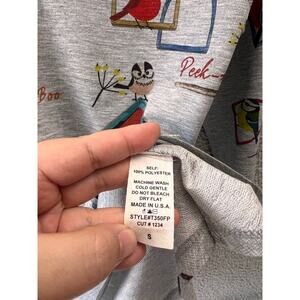 Peek-
Boo
SELF:
100% POLYESTER
MACHINE WASH
COLD GENTLE
DO NOT BLEACH
DRY FLAT
MADE IN U.S.A.
STYLE#T350FP
CUT # 1234
S